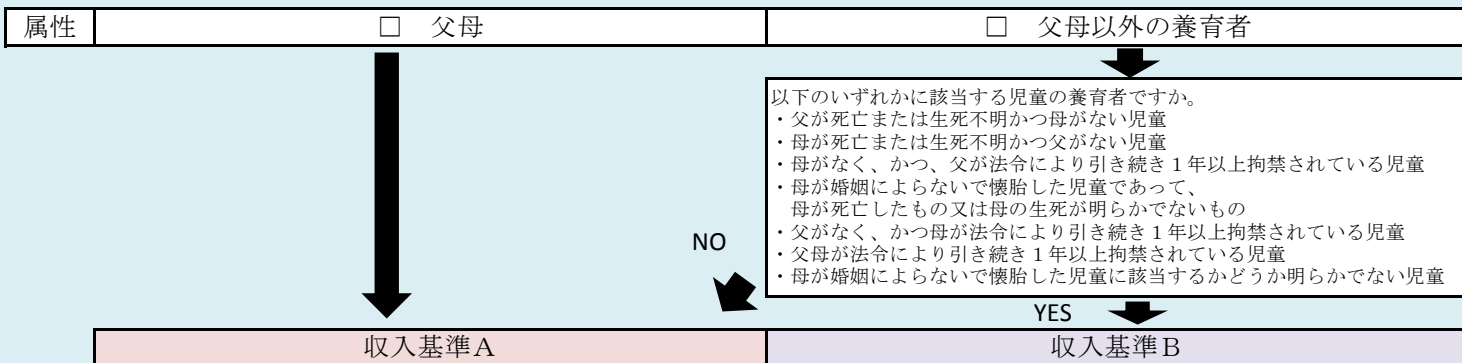 属性
□　父母
□　父母以外の養育者
以下のいずれかに該当する児童の養育者ですか。
・父が死亡または生死不明かつ母がない児童
・母が死亡または生死不明かつ父がない児童
・母がなく、かつ、父が法令により引き続き１年以上拘禁されている児童
・母が婚姻によらないで懐胎した児童であって、
　母が死亡したもの又は母の生死が明らかでないもの
・父がなく、かつ母が法令により引き続き１年以上拘禁されている児童
・父母が法令により引き続き１年以上拘禁されている児童
・母が婚姻によらないで懐胎した児童に該当するかどうか明らかでない児童
NO
YES
収入基準Ａ
収入基準Ｂ